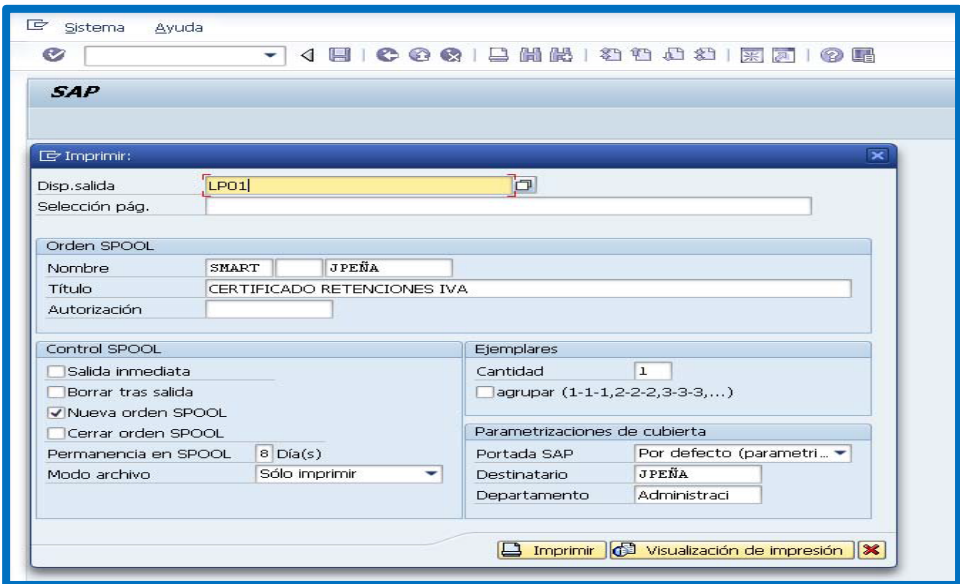 Sistema Ayuda
SAP
Imprimir:
Disp.salida LP01
Selección pág.
Orden SPOOL
Nombre SMART JPEÑA
Título CERTIFICADO RETENCIONES IVA
Autorización
Control SPOOL
Salida inmediata
Borrar tras salida
Nueva orden SPOOL
Cerrar orden SPOOL
Permanencia en SPOOL 8 Día(s)
Modo archivo Sólo imprimir
Ejemplares
Cantidad 1
agrupar (1-1-1,2-2-2,3-3-3,...)
Parametrizaciones de cubierta
Portada SAP Por defecto (parametri...
Destinatario JPEÑA
Departamento Administraci
Imprimir Visualización de impresión